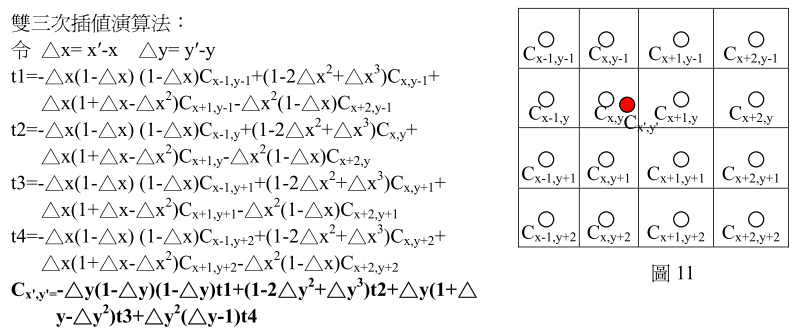 雙三次插值演算法：
令 △x= x'-x △y= y'-y
t1=-△x(1-△x) (1-△x)Cx-1,y-1+(1-2△x²+△x³)Cx,y-1+
△x(1+△x-△x²)Cx+1,y-1-△x²(1-△x)Cx+2,y-1
t2=-△x(1-△x) (1-△x)Cx-1,y+(1-2△x²+△x³)Cx,y+
△x(1+△x-△x²)Cx+1,y-△x²(1-△x)Cx+2,y
t3=-△x(1-△x) (1-△x)Cx-1,y+1+(1-2△x²+△x³)Cx,y+1+
△x(1+△x-△x²)Cx+1,y+1-△x²(1-△x)Cx+2,y+1
t4=-△x(1-△x) (1-△x)Cx-1,y+2+(1-2△x²+△x³)Cx,y+2+
△x(1+△x-△x²)Cx+1,y+2-△x²(1-△x)Cx+2,y+2
Cx',y'=-△y(1-△y)(1-△y)t1+(1-2△y²+△y³)t2+△y(1+△
y-△y²)t3+△y²(△y-1)t4
Cx-1,y-1 Cx,y-1 Cx+1,y-1 Cx+2,y-1
Cx-1,y Cx,y Cx+1,y Cx+2,y
Cx',y'
Cx-1,y+1 Cx,y+1 Cx+1,y+1 Cx+2,y+1
Cx-1,y+2 Cx,y+2 Cx+1,y+2 Cx+2,y+2
圖 11